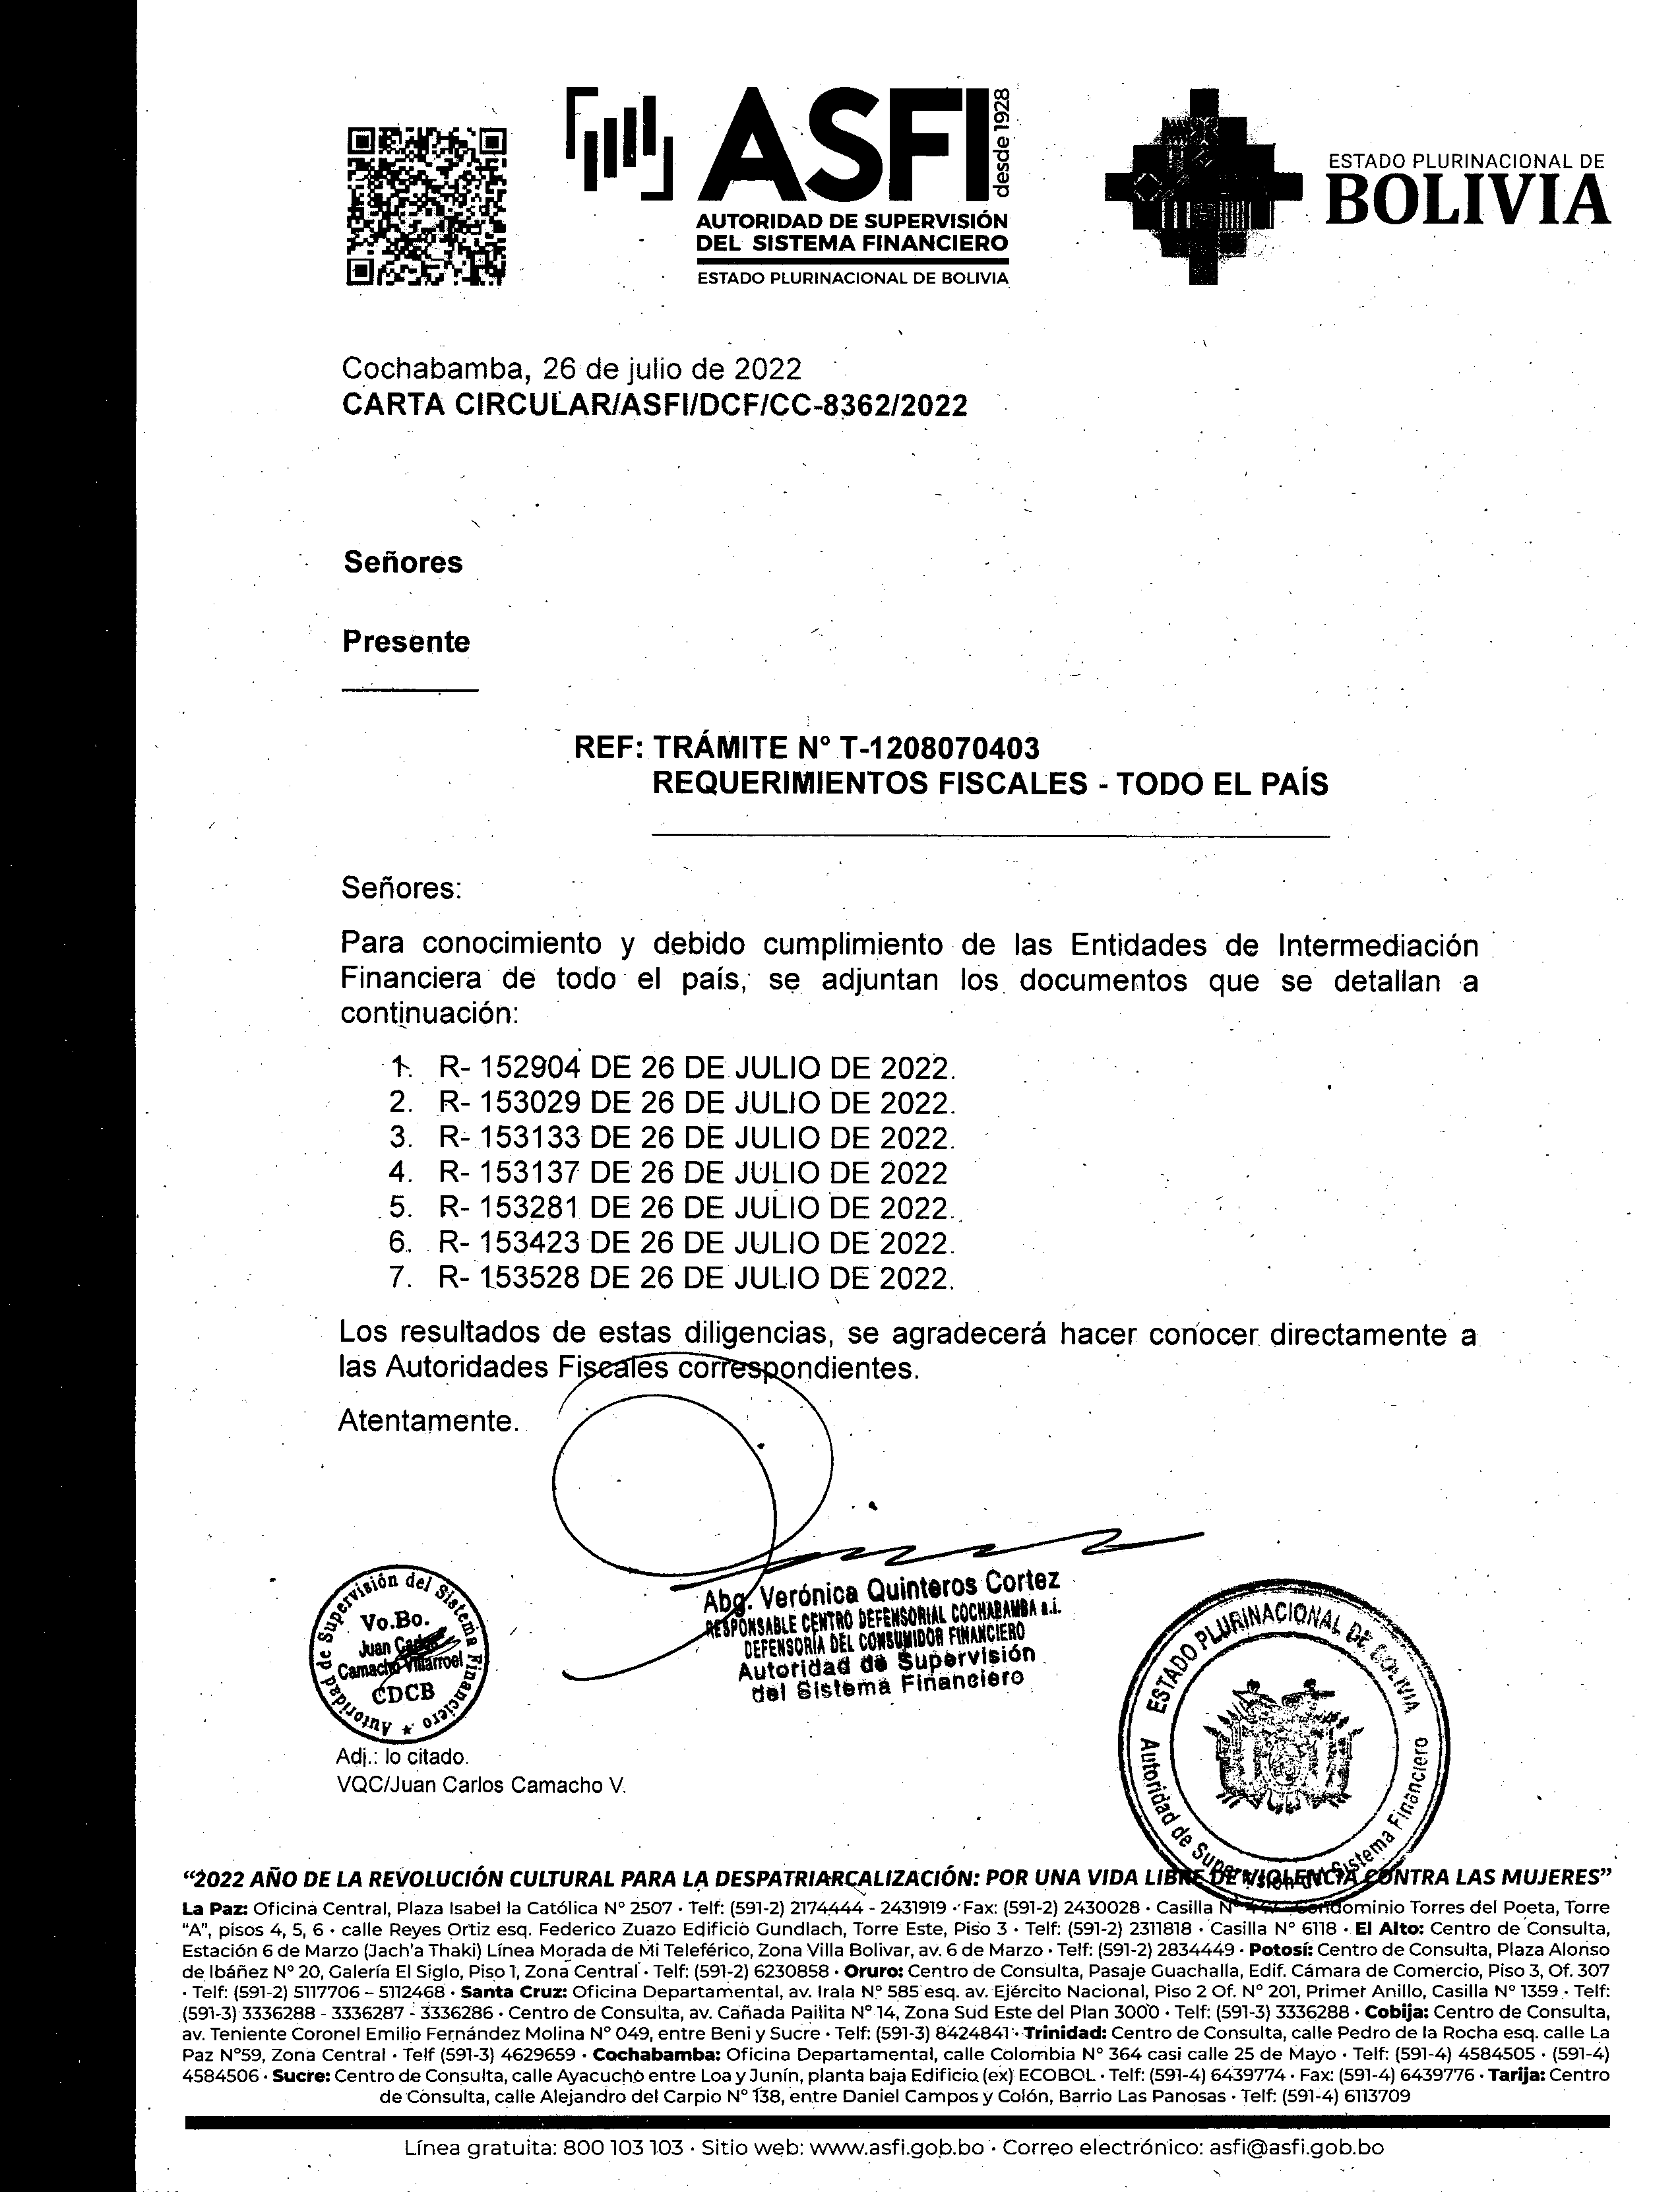 ASFI
desde 1928
AUTORIDAD DE SUPERVISIÓN
DEL SISTEMA FINANCIERO
ESTADO PLURINACIONAL DE BOLIVIA
ESTADO PLURINACIONAL DE
BOLIVIA
Cochabamba, 26 de julio de 2022
CARTA CIRCULAR/ASFI/DCF/CC-8362/2022
Señores
Presente
REF: TRÁMITE Nº T-1208070403
REQUERIMIENTOS FISCALES - TODO EL PAÍS
Señores:
Para conocimiento y debido cumplimiento de las Entidades de Intermediación
Financiera de todo el país, se adjuntan los documentos que se detallan a
continuación:
1. R- 152904 DE 26 DE JULIO DE 2022.
2. R- 153029 DE 26 DE JULIO DE 2022.
3. R- 153133 DE 26 DE JULIO DE 2022.
4. R- 153137 DE 26 DE JULIO DE 2022
5. R- 153281 DE 26 DE JULIO DE 2022.
6. R- 153423 DE 26 DE JULIO DE 2022.
7. R- 153528 DE 26 DE JULIO DE 2022.
Los resultados de estas diligencias, se agradecerá hacer conocer directamente a
las Autoridades Fiscales correspondientes.
Atentamente.
Abg. Verónica Quinteros Cortez
RESPONSABLE CENTRO DEFENSORIAL COCHABAMBA a.i.
DEFENSORÍA DEL CONSUMIDOR FINANCIERO
Autoridad de Supervisión
del Sistema Financiero
Autoridad de Supervisión del Sistema Financiero
Vo.Bo.
Juan Carlos
Camacho Villarroel
CDCB
ESTADO PLURINACIONAL DE BOLIVIA
Autoridad de Supervisión del Sistema Financiero
Adj.: lo citado.
VQC/Juan Carlos Camacho V.
“2022 AÑO DE LA REVOLUCIÓN CULTURAL PARA LA DESPATRIARCALIZACIÓN: POR UNA VIDA LIBRE DE VIOLENCIA CONTRA LAS MUJERES”
La Paz: Oficina Central, Plaza Isabel la Católica Nº 2507 · Telf: (591-2) 2174444 - 2431919 · Fax: (591-2) 2430028 · Casilla Nº Condominio Torres del Poeta, Torre
“A”, pisos 4, 5, 6 · calle Reyes Ortiz esq. Federico Zuazo Edificio Gundlach, Torre Este, Piso 3 · Telf: (591-2) 2311818 · Casilla Nº 6118 · El Alto: Centro de Consulta,
Estación 6 de Marzo (Jach'a Thaki) Línea Morada de Mi Teleférico, Zona Villa Bolivar, av. 6 de Marzo · Telf: (591-2) 2834449 · Potosí: Centro de Consulta, Plaza Alonso
de Ibáñez Nº 20, Galería El Siglo, Piso 1, Zona Central · Telf: (591-2) 6230858 · Oruro: Centro de Consulta, Pasaje Guachalla, Edif. Cámara de Comercio, Piso 3, Of. 307
· Telf: (591-2) 5117706 – 5112468 · Santa Cruz: Oficina Departamental, av. Irala Nº 585 esq. av. Ejército Nacional, Piso 2 Of. Nº 201, Primer Anillo, Casilla Nº 1359 · Telf:
(591-3) 3336288 - 3336287 - 3336286 · Centro de Consulta, av. Cañada Pailita Nº 14, Zona Sud Este del Plan 3000 · Telf: (591-3) 3336288 · Cobija: Centro de Consulta,
av. Teniente Coronel Emilio Fernández Molina Nº 049, entre Beni y Sucre · Telf: (591-3) 8424841 · Trinidad: Centro de Consulta, calle Pedro de la Rocha esq. calle La
Paz Nº59, Zona Central · Telf (591-3) 4629659 · Cochabamba: Oficina Departamental, calle Colombia Nº 364 casi calle 25 de Mayo · Telf: (591-4) 4584505 · (591-4)
4584506 · Sucre: Centro de Consulta, calle Ayacucho entre Loa y Junín, planta baja Edificio (ex) ECOBOL · Telf: (591-4) 6439774 · Fax: (591-4) 6439776 · Tarija: Centro
de Consulta, calle Alejandro del Carpio Nº 138, entre Daniel Campos y Colón, Barrio Las Panosas · Telf: (591-4) 6113709
Línea gratuita: 800 103 103 · Sitio web: www.asfi.gob.bo · Correo electrónico: asfi@asfi.gob.bo